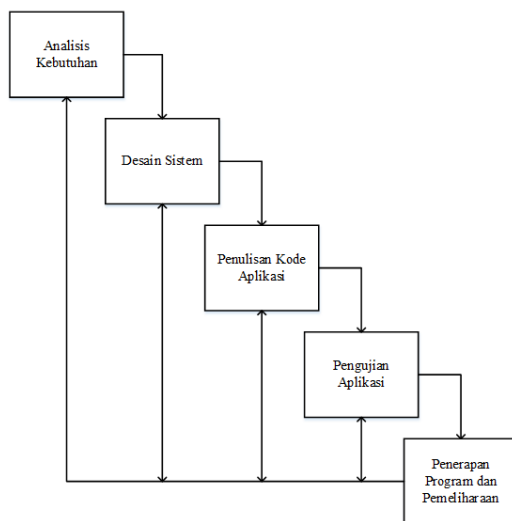 Analisis
Kebutuhan
Desain Sistem
Penulisan Kode
Aplikasi
Pengujian
Aplikasi
Penerapan
Program dan
Pemeliharaan